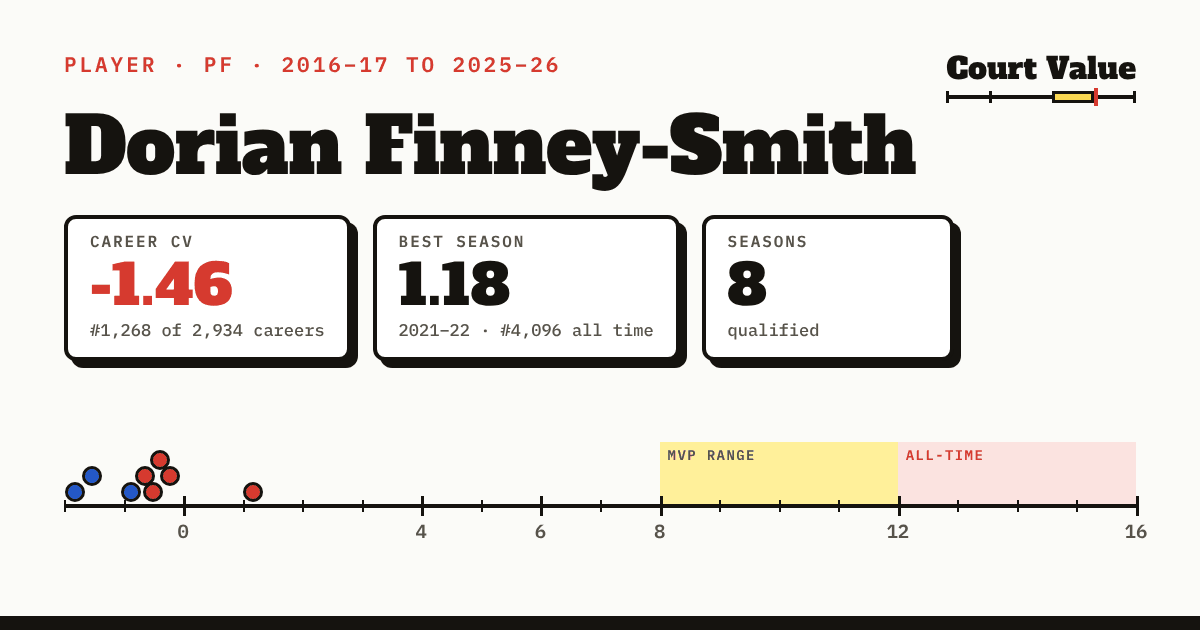 PLAYER · PF · 2016–17 TO 2025–26
Court Value
Dorian Finney-Smith
CAREER CV
-1.46
#1,268 of 2,934 careers
BEST SEASON
1.18
2021–22 · #4,096 all time
SEASONS
8
qualified
MVP RANGE
ALL-TIME
0 4 6 8 12 16